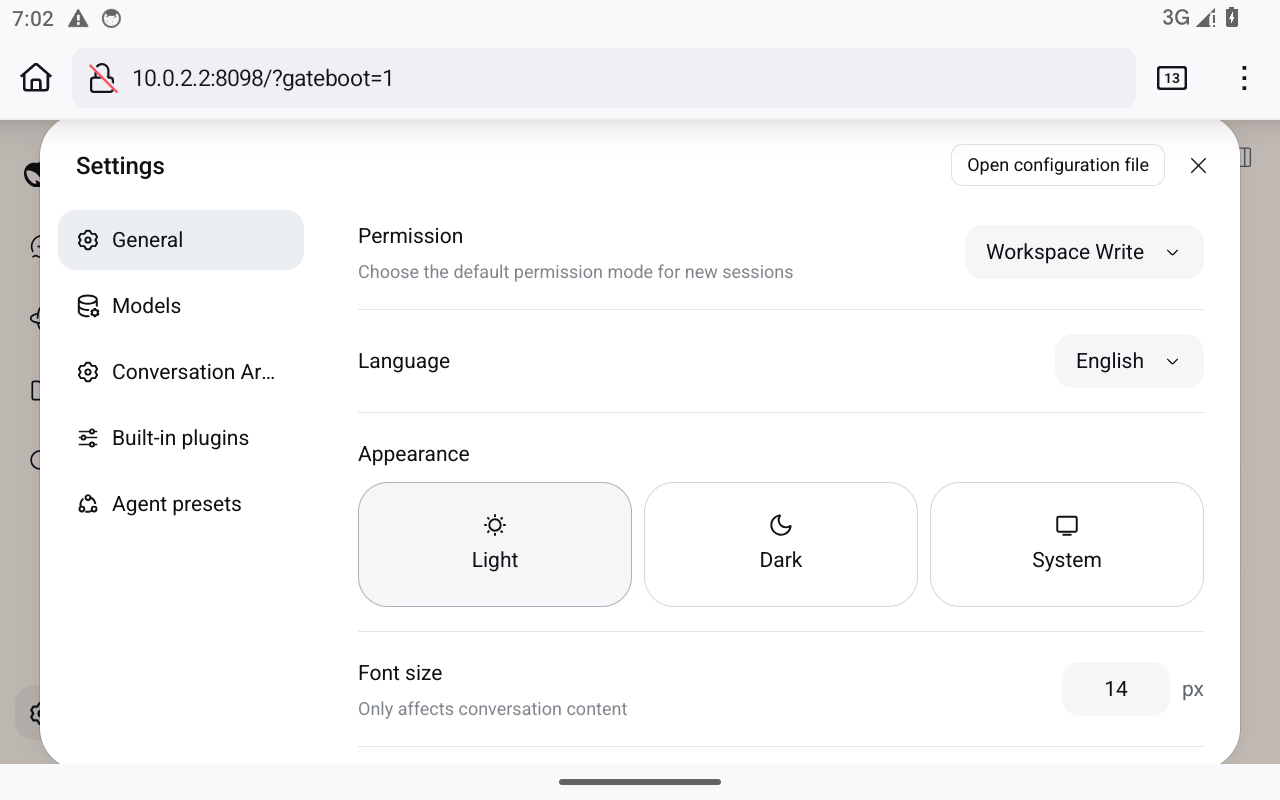 7:02
3G
10.0.2.2:8098/?gateboot=1
13
Settings
Open configuration file
General
Models
Conversation Ar...
Built-in plugins
Agent presets
Permission
Choose the default permission mode for new sessions
Workspace Write
Language
English
Appearance
Light
Dark
System
Font size
Only affects conversation content
14
px